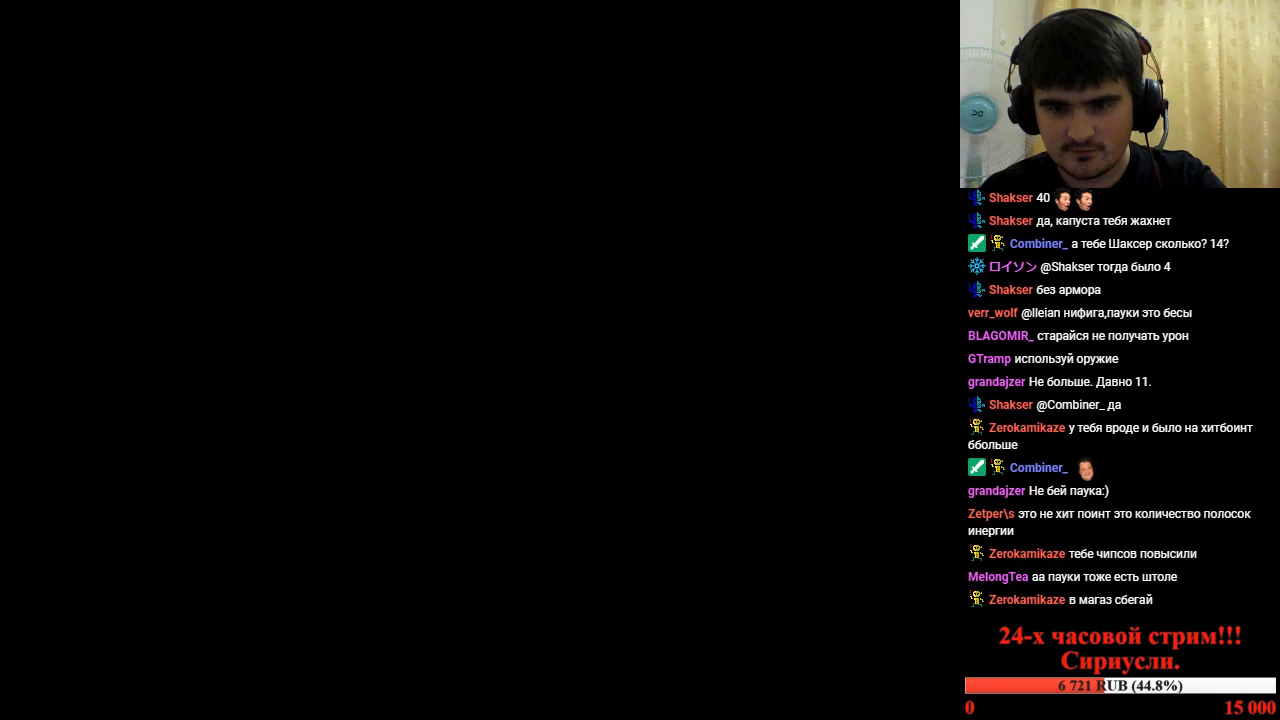 Shakser 40
Shakser да, капуста тебя жахнет
Combiner_ а тебе Шаксер сколько? 14?
ロイソン @Shakser тогда было 4
Shakser без армора
verr_wolf @lleian нифига,пауки это бесы
BLAGOMIR_ старайся не получать урон
GTramp используй оружие
grandajzer Не больше. Давно 11.
Shakser @Combiner_ да
Zerokamikaze у тебя вроде и было на хитбоинт
ббольше
Combiner_
grandajzer Не бей паука:)
Zetper\s это не хит поинт это количество полосок
инергии
Zerokamikaze тебе чипсов повысили
MelongTea аа пауки тоже есть штоле
Zerokamikaze в магаз сбегай
24-х часовой стрим!!!
Сириусли.
6 721 RUB (44.8%)
0 15 000